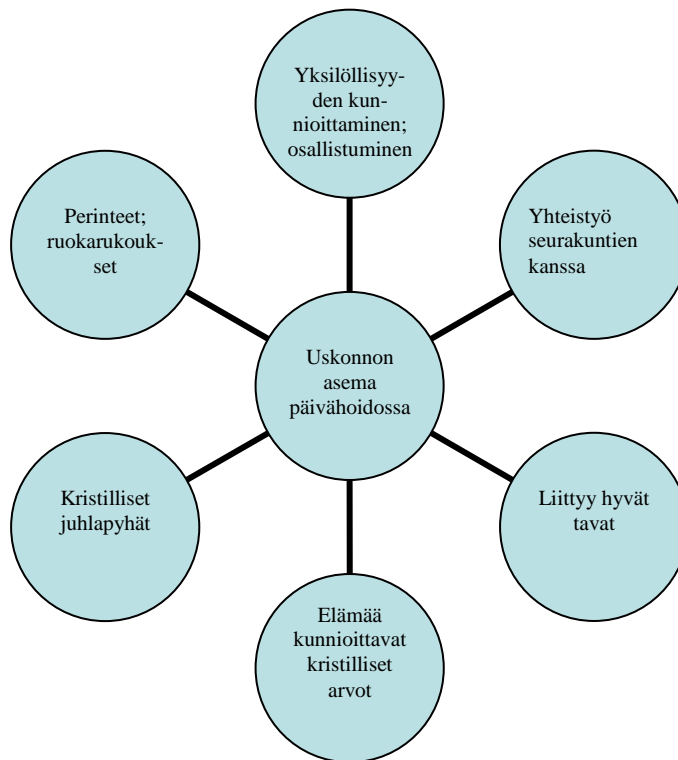 Yksilöllisyy-
den kun-
nioittaminen;
osallistuminen
Perinteet;
ruokarukouk-
set
Yhteistyö
seurakuntien
kanssa
Uskonnon
asema
päivähoidossa
Kristilliset
juhlapyhät
Liittyy hyvät
tavat
Elämää
kunnioittavat
kristilliset
arvot